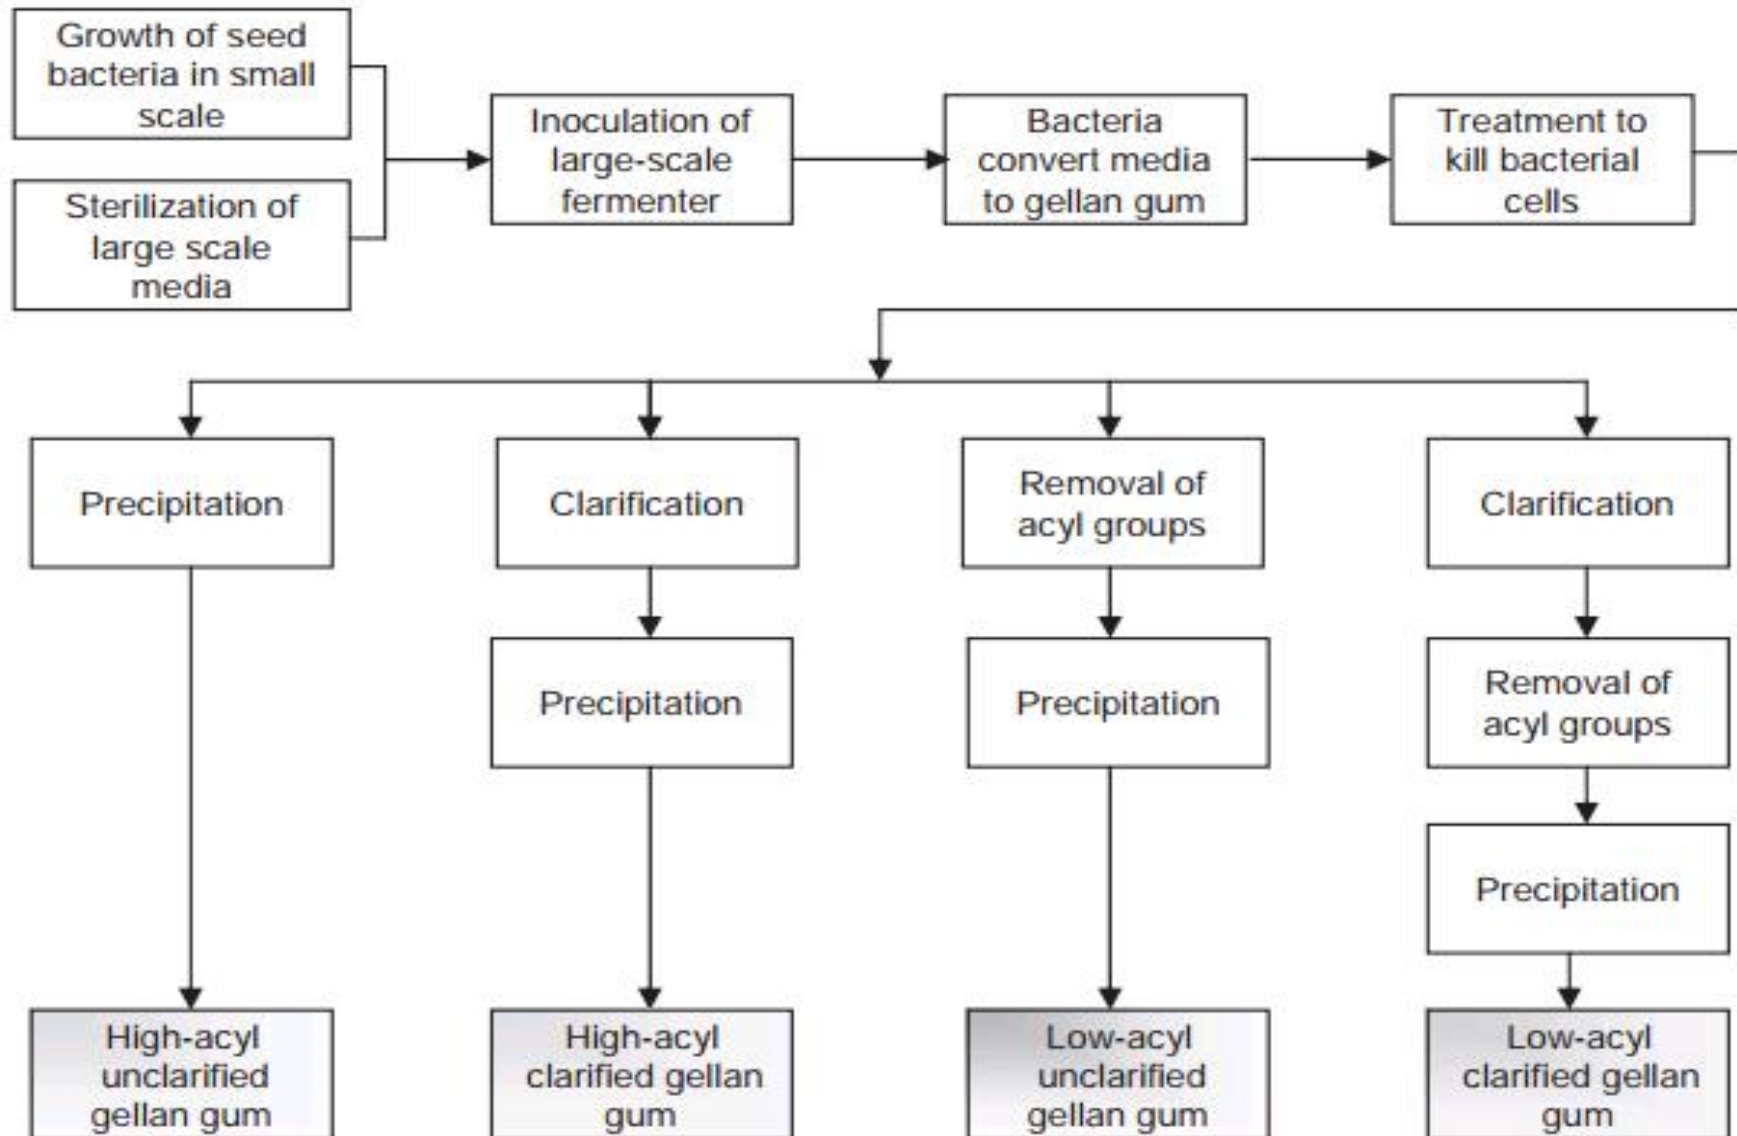 Growth of seed
bacteria in small
scale
Sterilization of
large scale
media
Inoculation of
large-scale
fermenter
Bacteria
convert media
to gellan gum
Treatment to
kill bacterial
cells
Precipitation
Clarification
Removal of
acyl groups
Clarification
Precipitation
Precipitation
Removal of
acyl groups
Precipitation
High-acyl
unclarified
gellan gum
High-acyl
clarified gellan
gum
Low-acyl
unclarified
gellan gum
Low-acyl
clarified gellan
gum